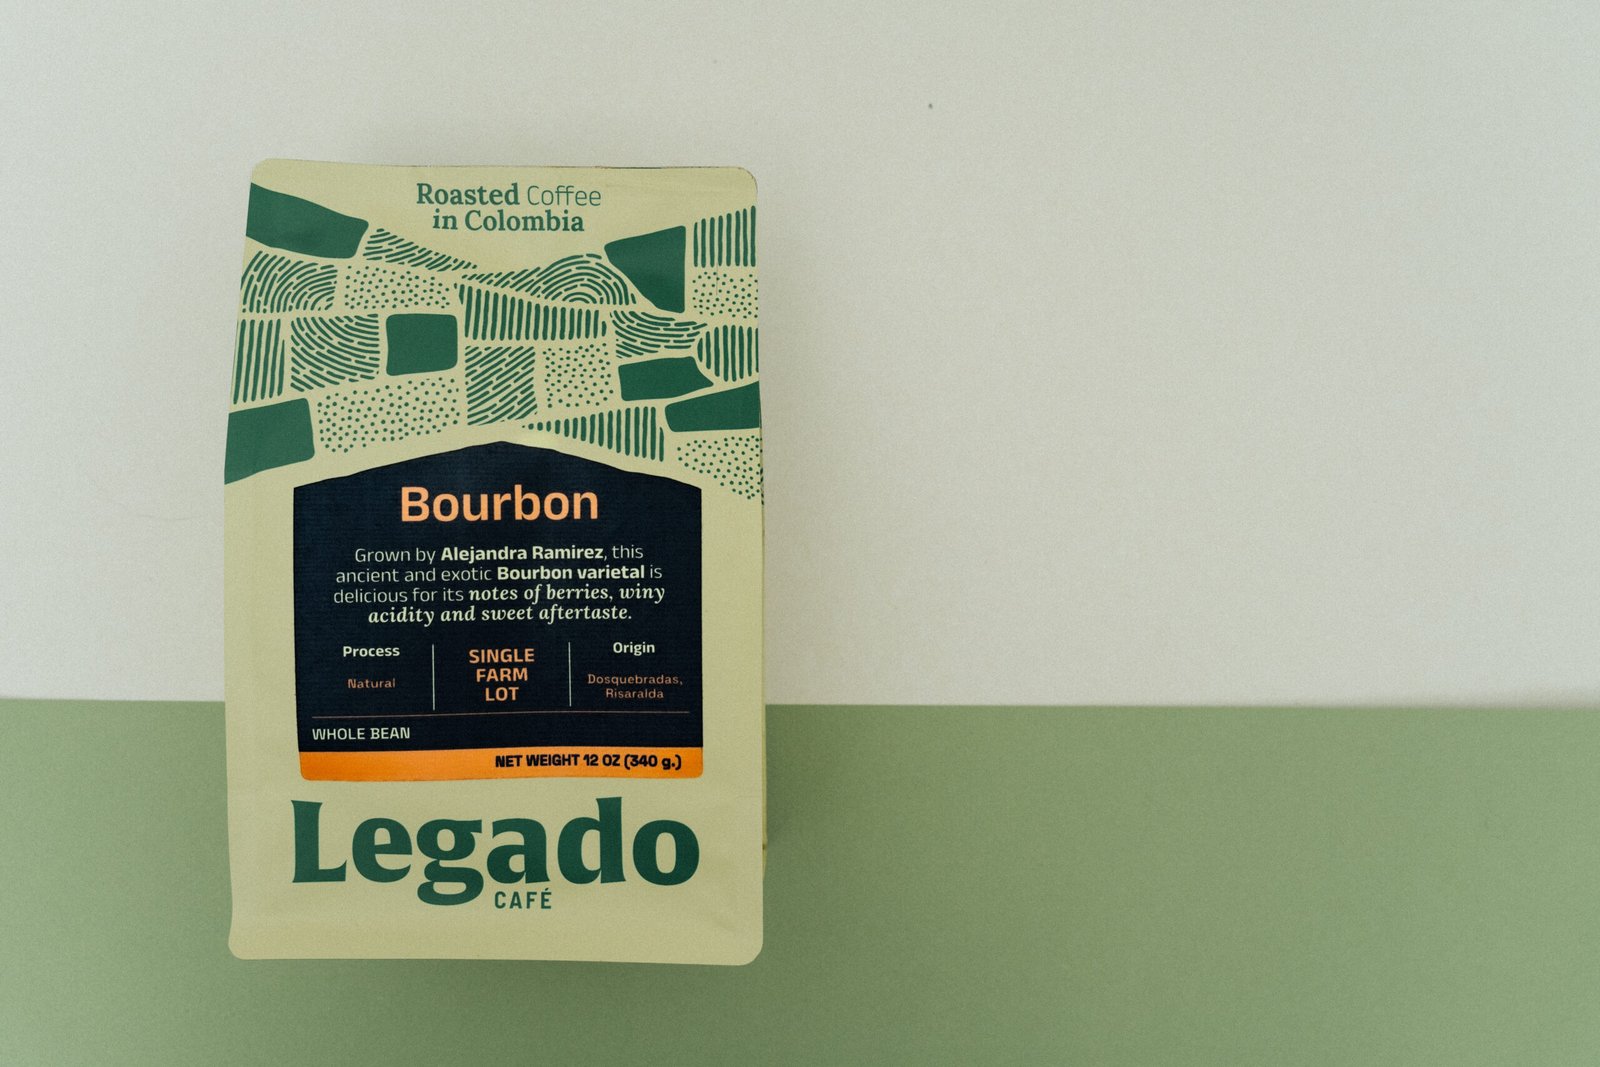 Roasted Coffee
in Colombia
Bourbon
Grown by Alejandra Ramirez, this
ancient and exotic Bourbon varietal is
delicious for its notes of berries, winy
acidity and sweet aftertaste.
Process
Natural
SINGLE
FARM
LOT
Origin
Dosquebradas,
Risaralda
WHOLE BEAN
NET WEIGHT 12 OZ (340 g.)
Legado
CAFÉ